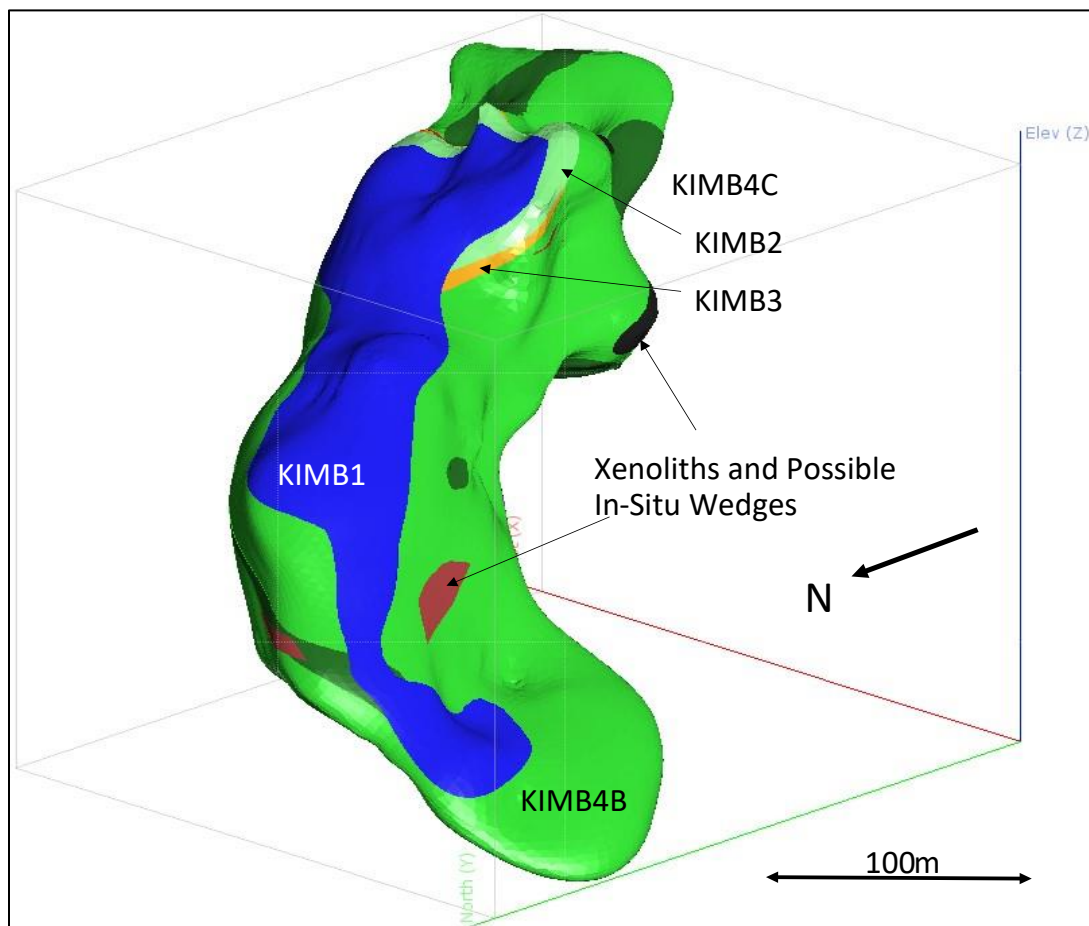 Elev (Z)
KIMB4C
KIMB2
KIMB3
KIMB1
Xenoliths and Possible
In-Situ Wedges
(X)
N
KIMB4B
100m
North (Y)